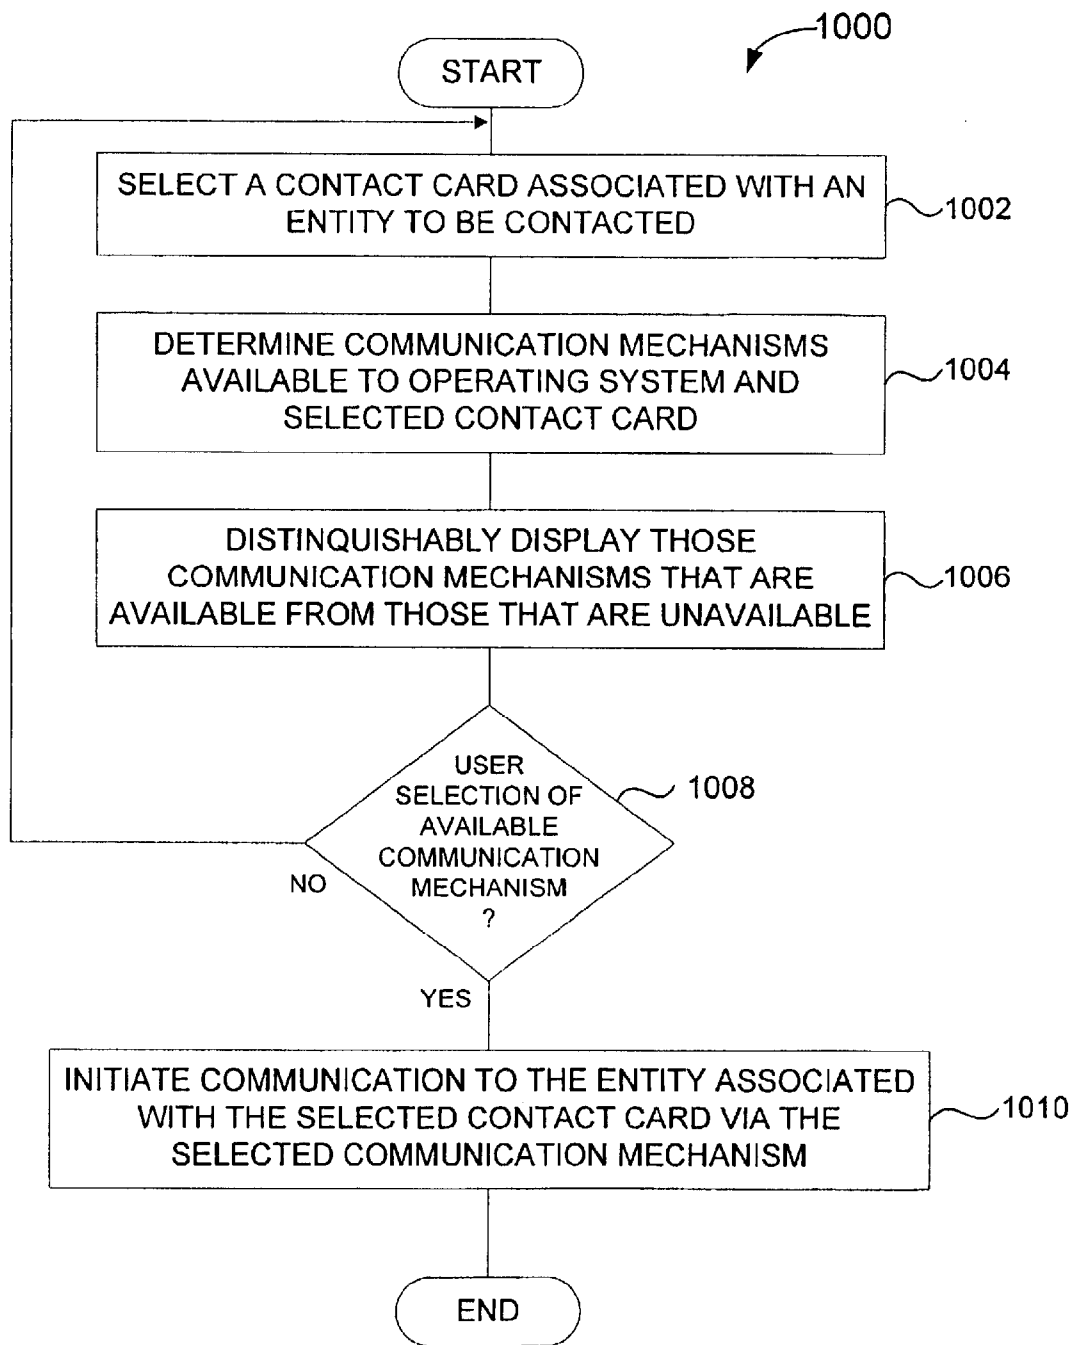 1000
START
SELECT A CONTACT CARD ASSOCIATED WITH AN
ENTITY TO BE CONTACTED
1002
DETERMINE COMMUNICATION MECHANISMS
AVAILABLE TO OPERATING SYSTEM AND
SELECTED CONTACT CARD
1004
DISTINQUISHABLY DISPLAY THOSE
COMMUNICATION MECHANISMS THAT ARE
AVAILABLE FROM THOSE THAT ARE UNAVAILABLE
1006
USER
SELECTION OF
AVAILABLE
COMMUNICATION
MECHANISM
?
1008
NO
YES
INITIATE COMMUNICATION TO THE ENTITY ASSOCIATED
WITH THE SELECTED CONTACT CARD VIA THE
SELECTED COMMUNICATION MECHANISM
1010
END